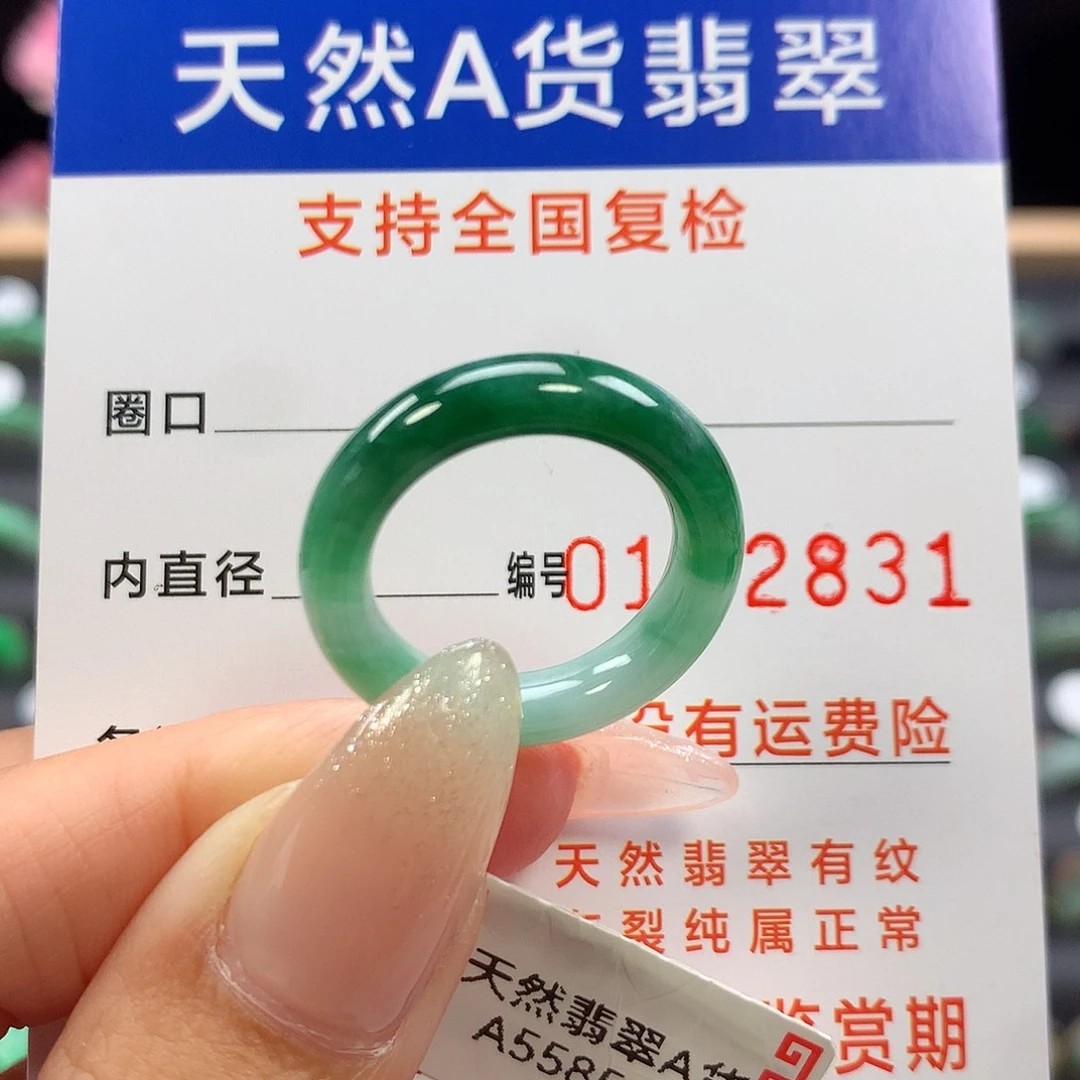 天然A货翡翠
支持全国复检
圈口
内直径 编号01 2831
有运费险
天然翡翠有纹
裂纯属正常
鉴赏期
天然翡翠A货
A5585